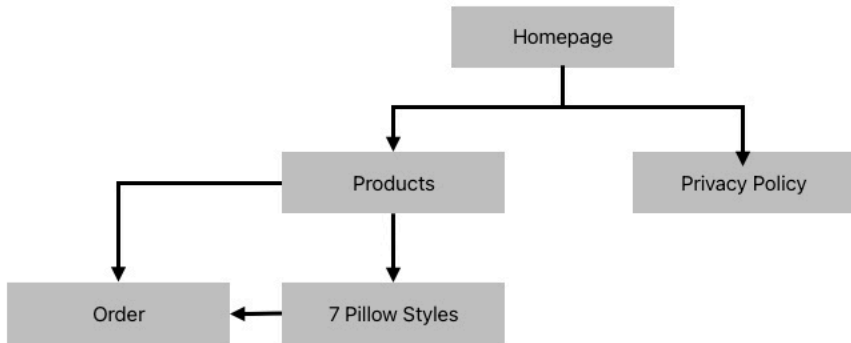 Homepage
Products
Privacy Policy
Order
7 Pillow Styles